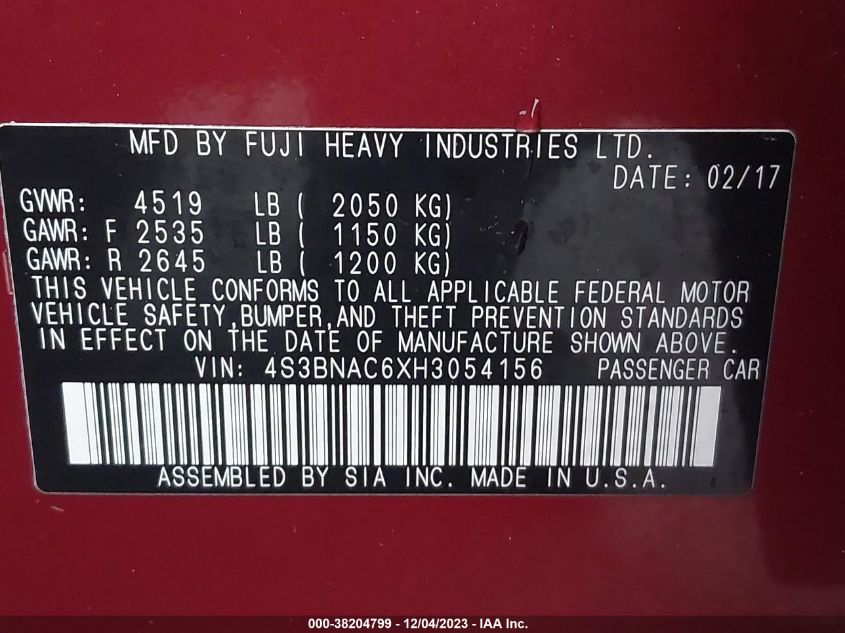 MFD BY FUJI HEAVY INDUSTRIES LTD.
DATE: 02/17
GVWR: 4519 LB ( 2050 KG)
GAWR: F 2535 LB ( 1150 KG)
GAWR: R 2645 LB ( 1200 KG)
THIS VEHICLE CONFORMS TO ALL APPLICABLE FEDERAL MOTOR
VEHICLE SAFETY,BUMPER,AND THEFT PREVENTION STANDARDS
IN EFFECT ON THE DATE OF MANUFACTURE SHOWN ABOVE.
VIN: 4S3BNAC6XH3054156 PASSENGER CAR
ASSEMBLED BY SIA INC. MADE IN U.S.A.
000-38204799 - 12/04/2023 - IAA Inc.